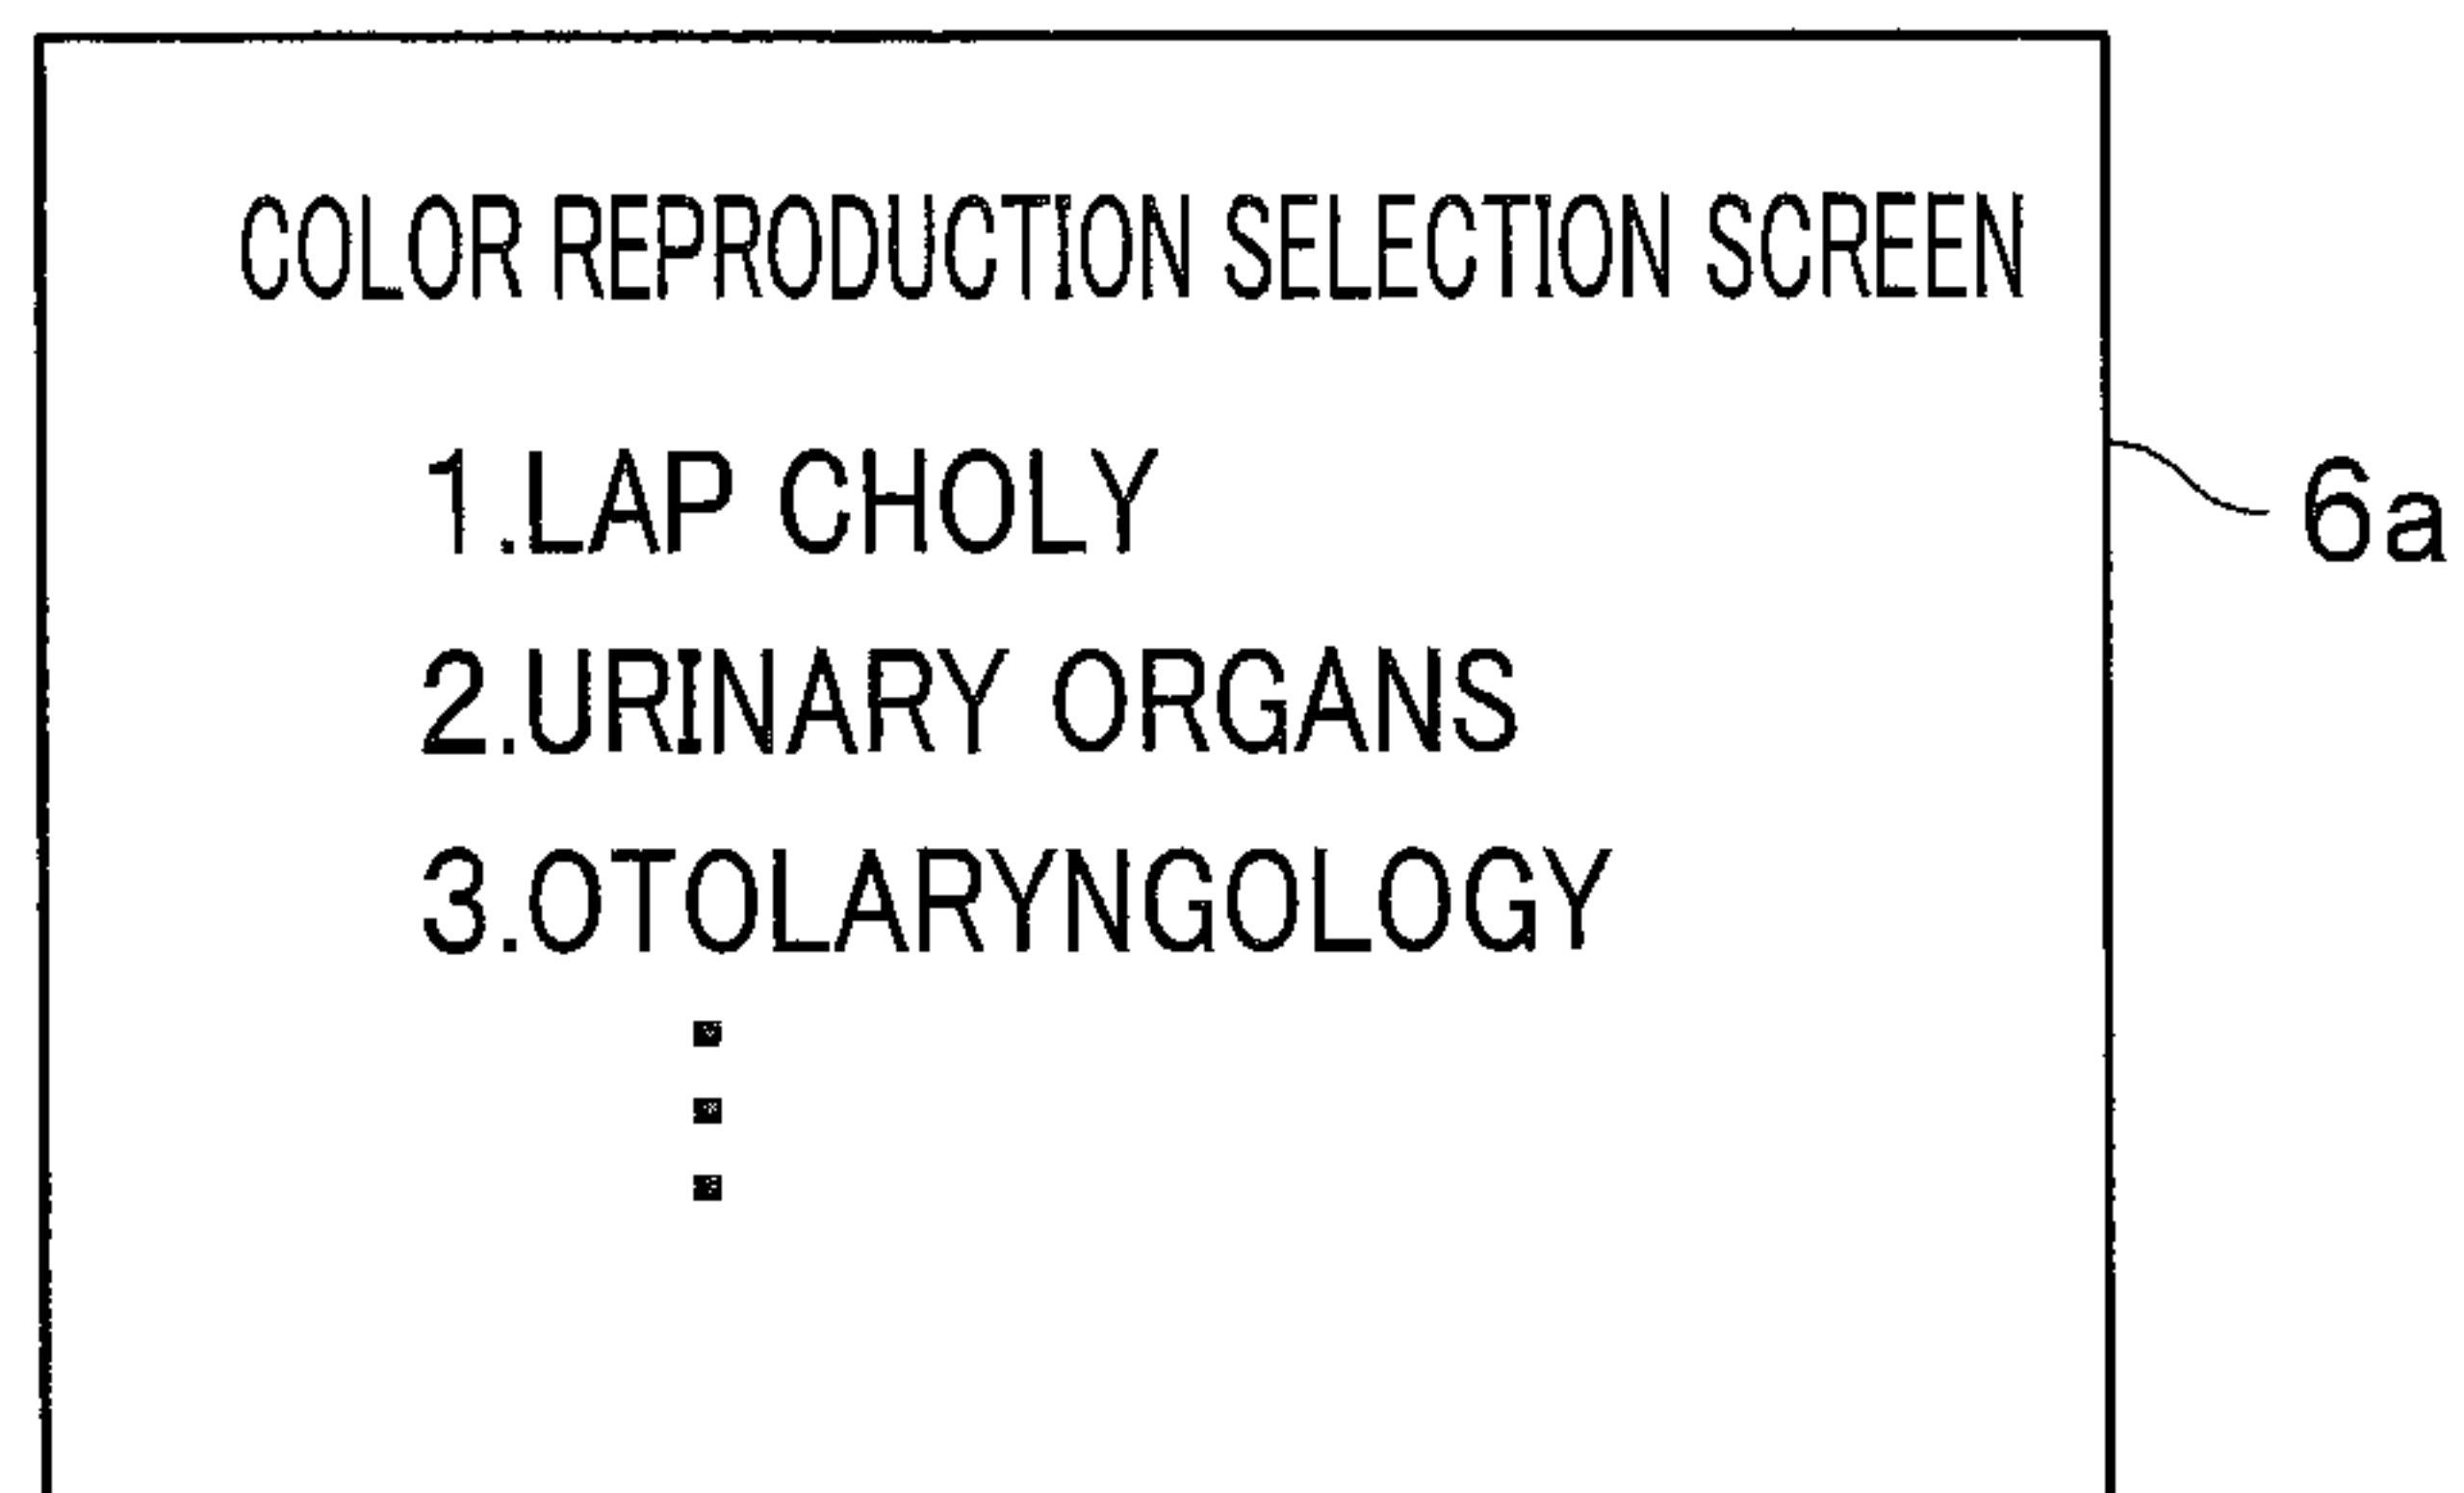 COLOR REPRODUCTION SELECTION SCREEN
1.LAP CHOLY
6a
2.URINARY ORGANS
3.OTOLARYNGOLOGY